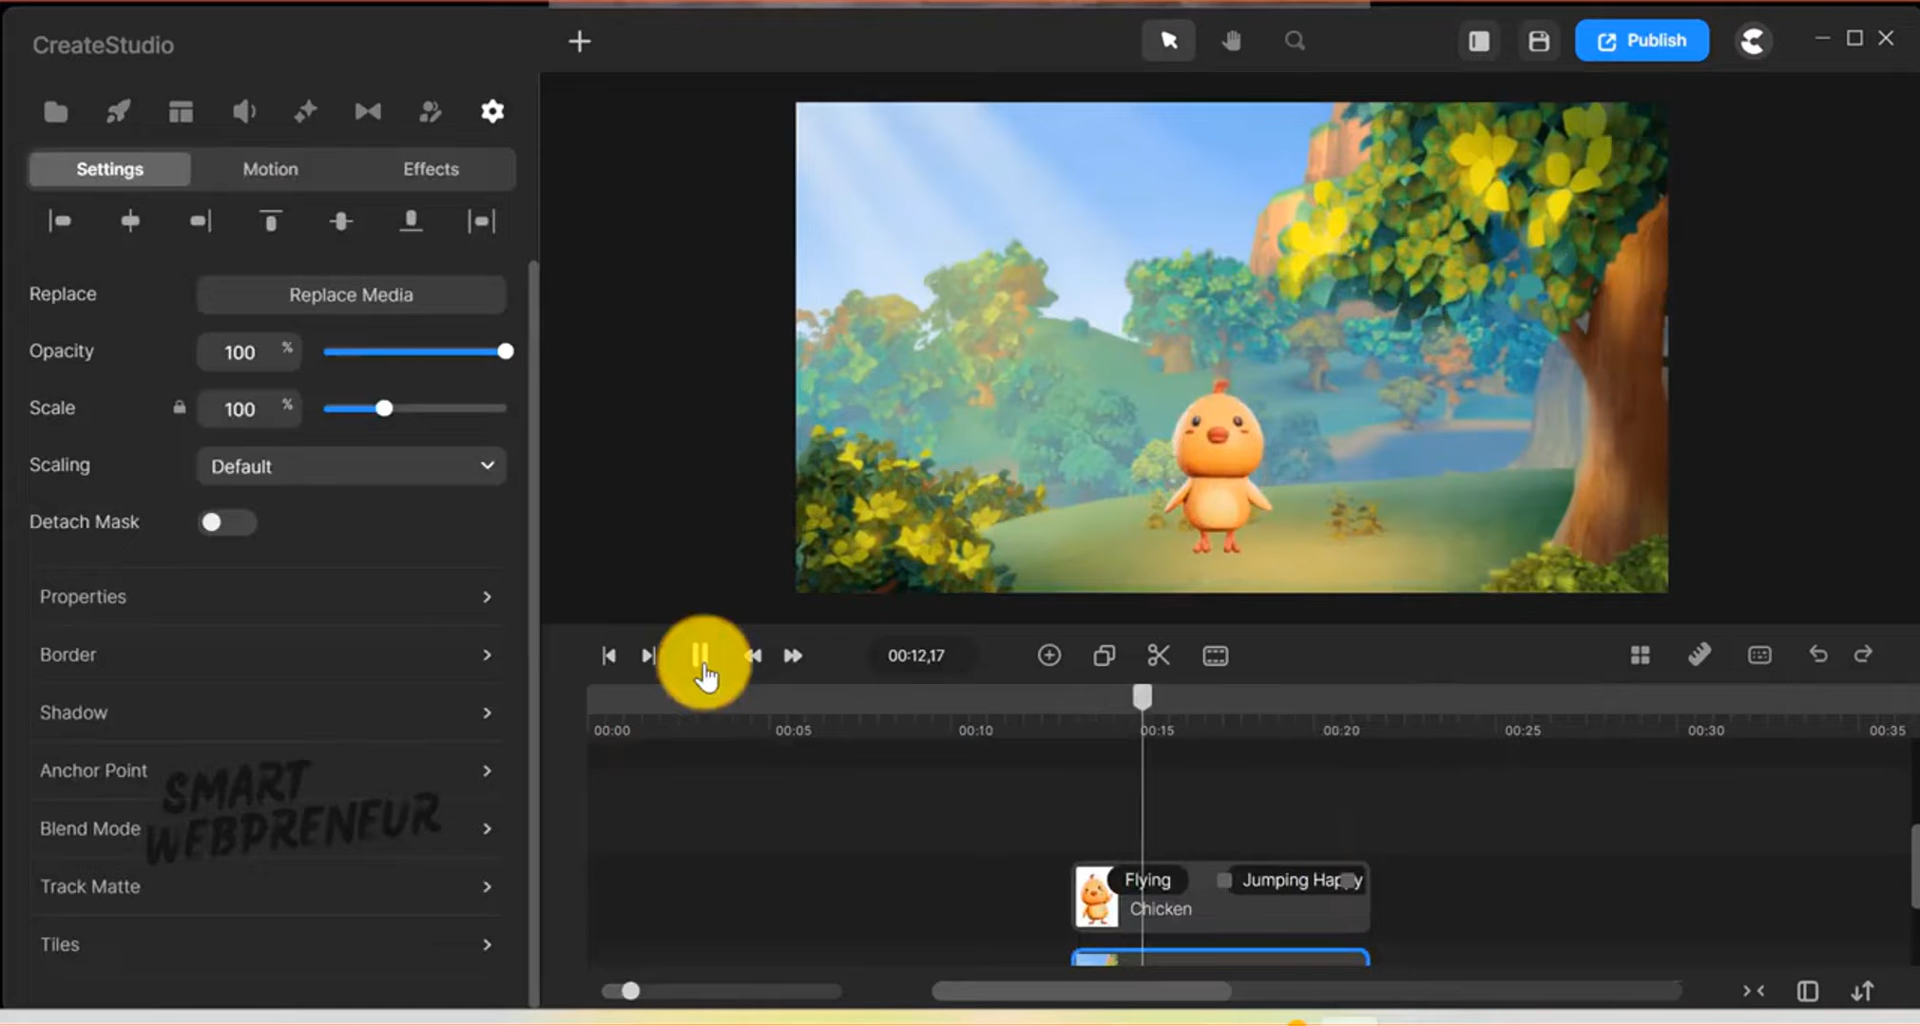 CreateStudio
Publish
Settings Motion Effects
Replace Replace Media
Opacity 100 %
Scale 100 %
Scaling Default
Detach Mask
Properties
Border
Shadow
Anchor Point
Blend Mode
Track Matte
Tiles
SMART
WEBPRENEUR
00:12,17
00:00 00:05 00:10 00:15 00:20 00:25 00:30 00:35
Flying Jumping Happy
Chicken